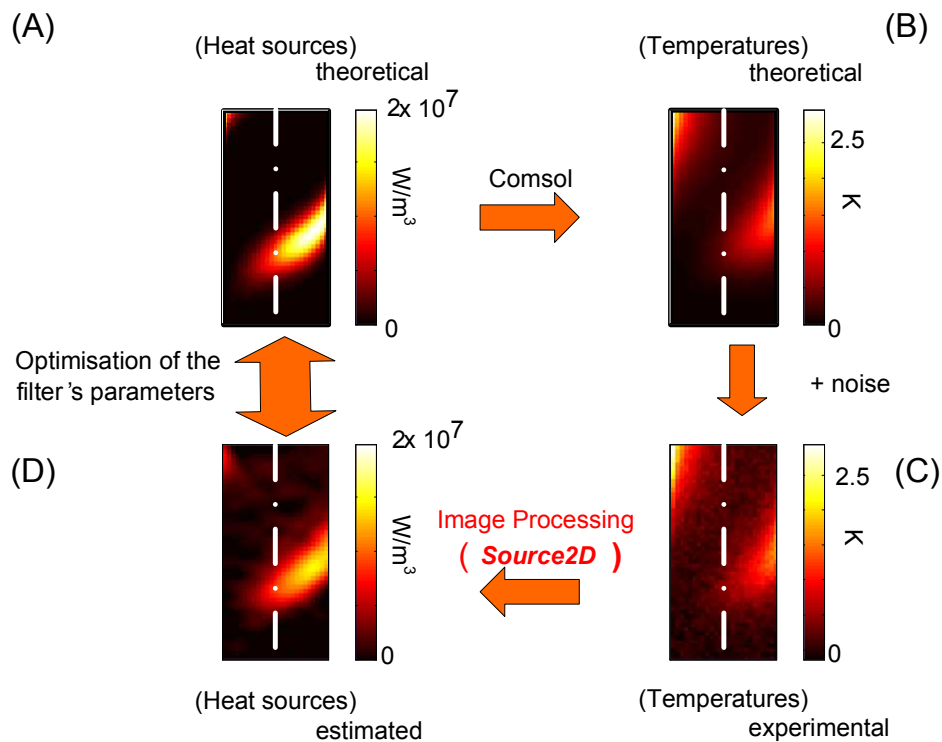 (A)
(Heat sources)
theoretical
2x 10^7
W/m^3
0
Comsol
(B)
(Temperatures)
theoretical
2.5
K
0
Optimisation of the
filter's parameters
+ noise
(D)
2x 10^7
W/m^3
0
(Heat sources)
estimated
Image Processing
( Source2D )
(C)
2.5
K
0
(Temperatures)
experimental